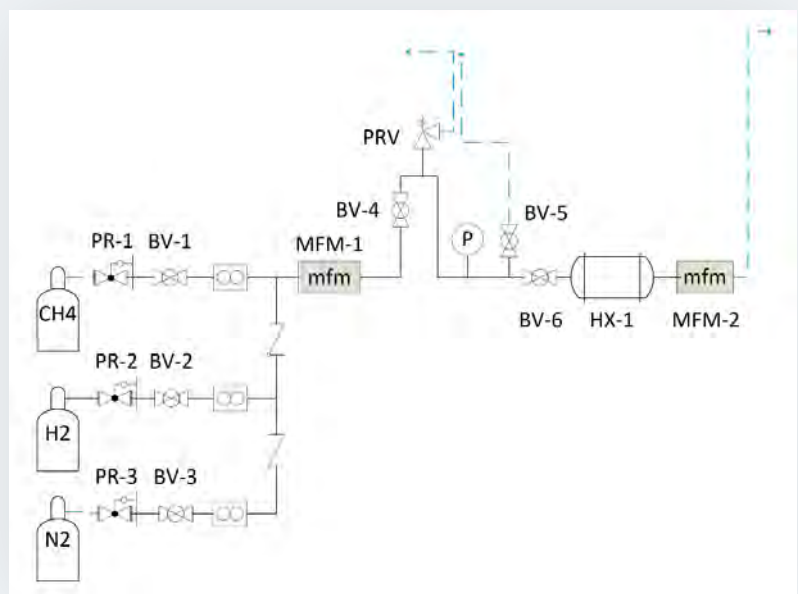 PRV
BV-4
BV-5
PR-1 BV-1
MFM-1
P
mfm
mfm
CH4
BV-6 HX-1 MFM-2
PR-2 BV-2
H2
PR-3 BV-3
N2